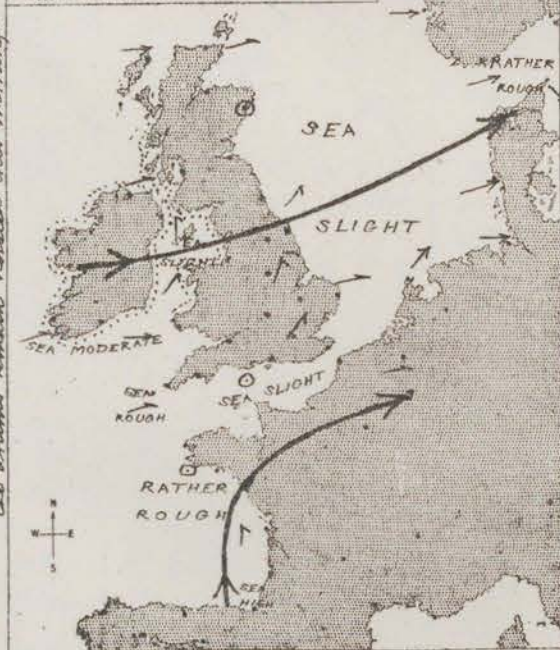 RATHER
ROUGH
SEA
SLIGHT
SLIGHT
SEA MODERATE
SEA
ROUGH
SEA SLIGHT
RATHER
ROUGH
N
W E
S
SEA
HIGH